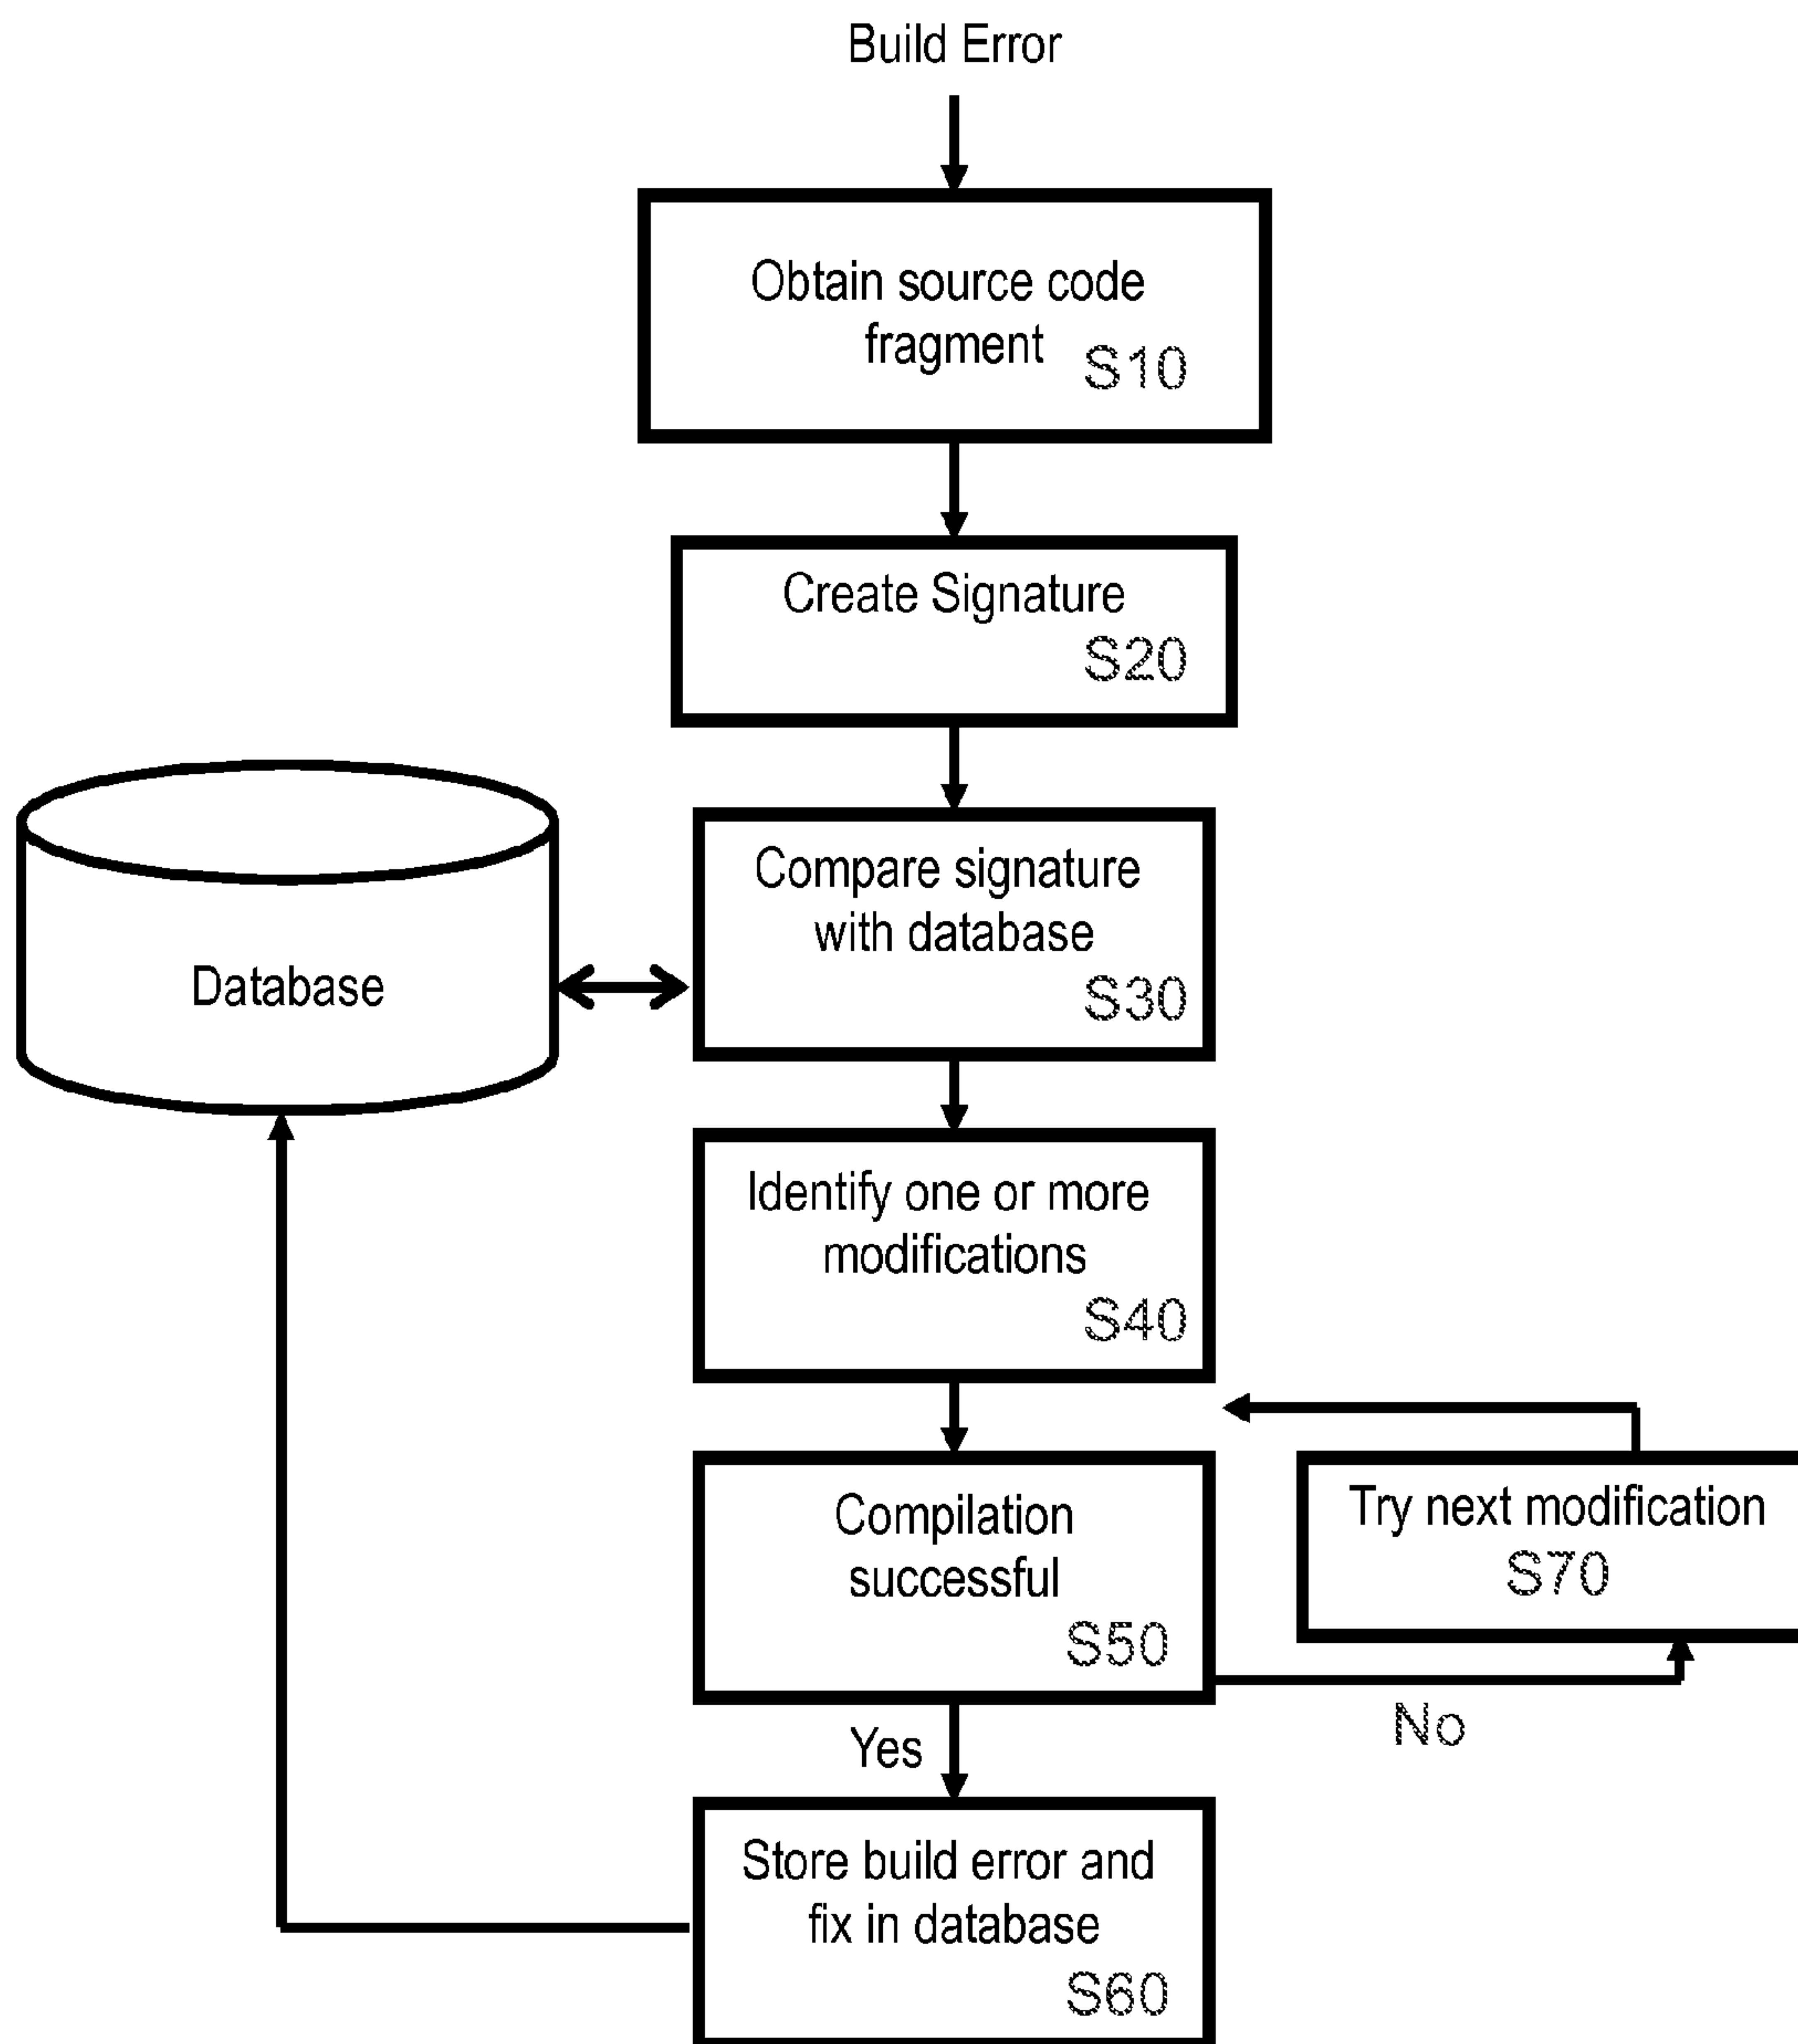 Build Error
Obtain source code
fragment
S10
Create Signature
S20
Compare signature
with database
S30
Database
Identify one or more
modifications
S40
Compilation
successful
S50
Try next modification
S70
No
Yes
Store build error and
fix in database
S60